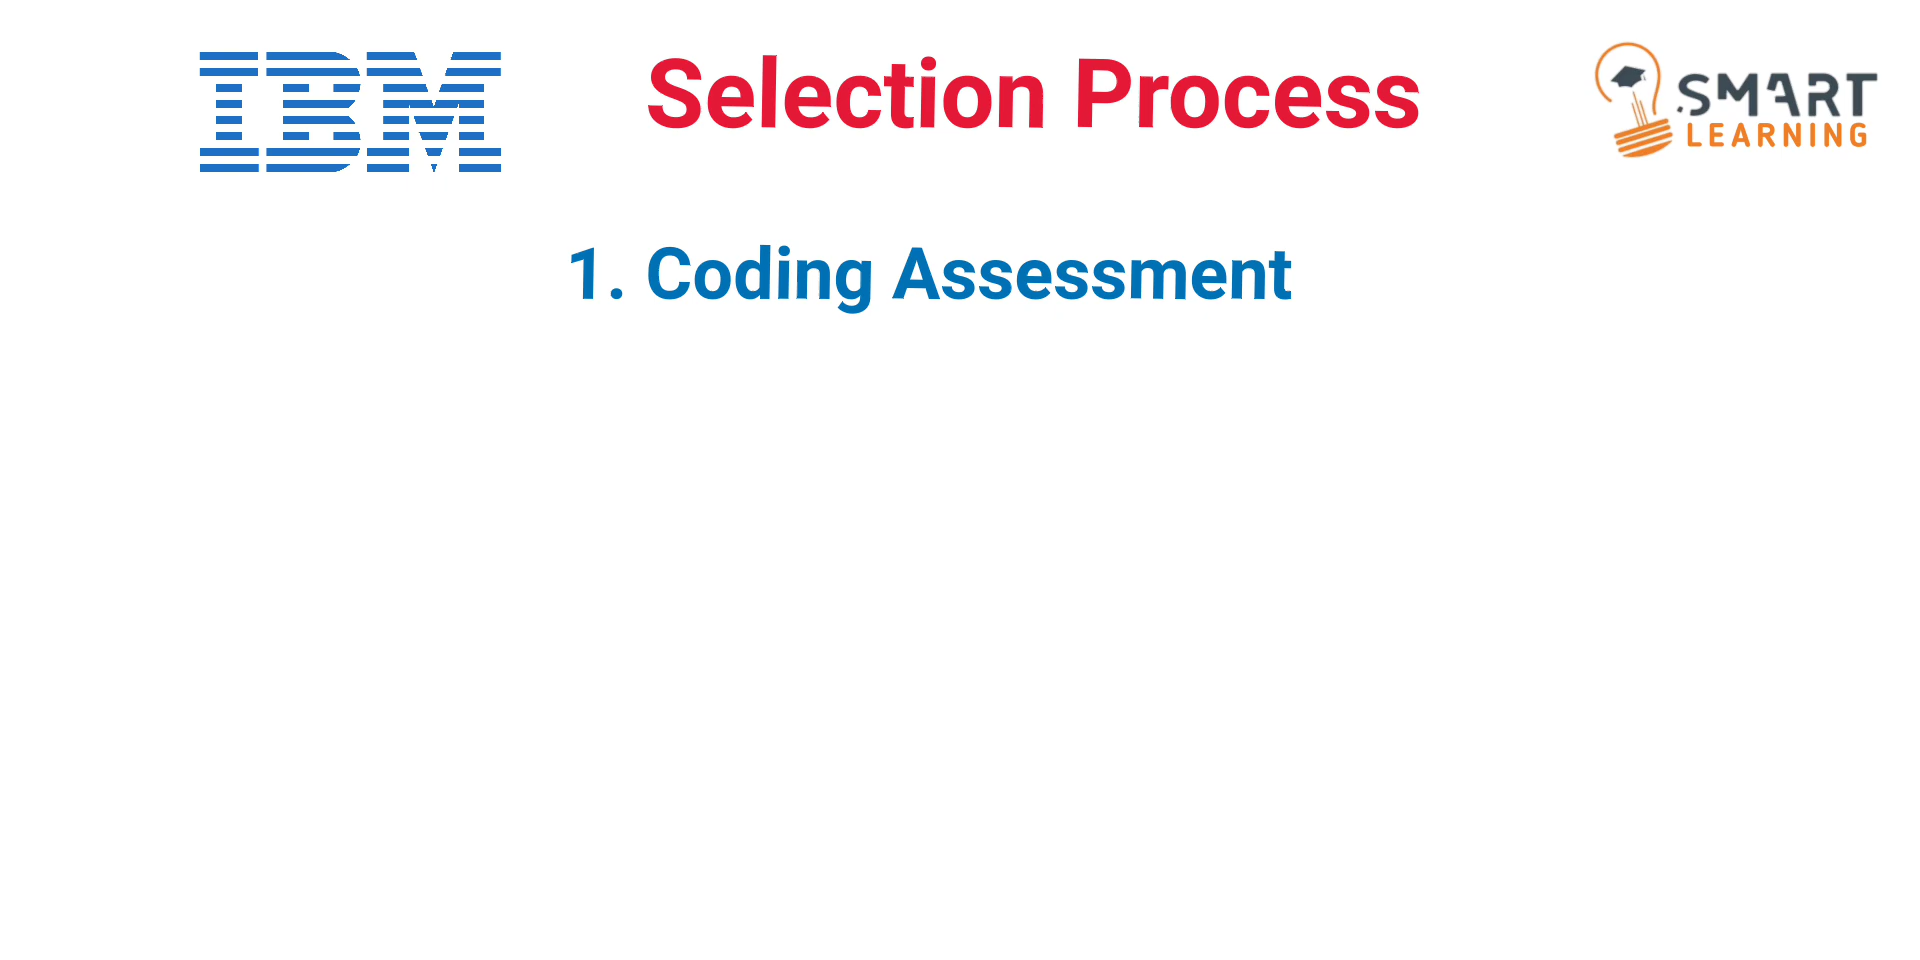 IBM
Selection Process
SMART
LEARNING
1. Coding Assessment